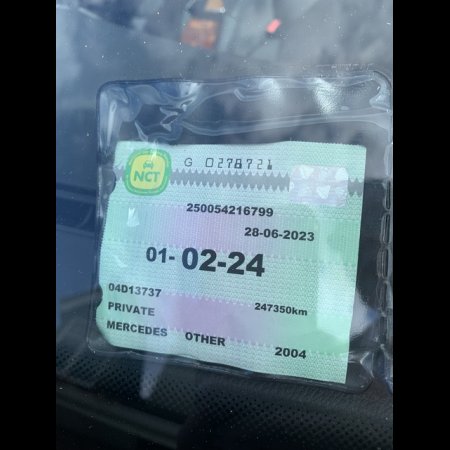 G 0278721
NCT
250054216799
28-06-2023
01-02-24
04D13737
247350km
PRIVATE
MERCEDES OTHER
2004